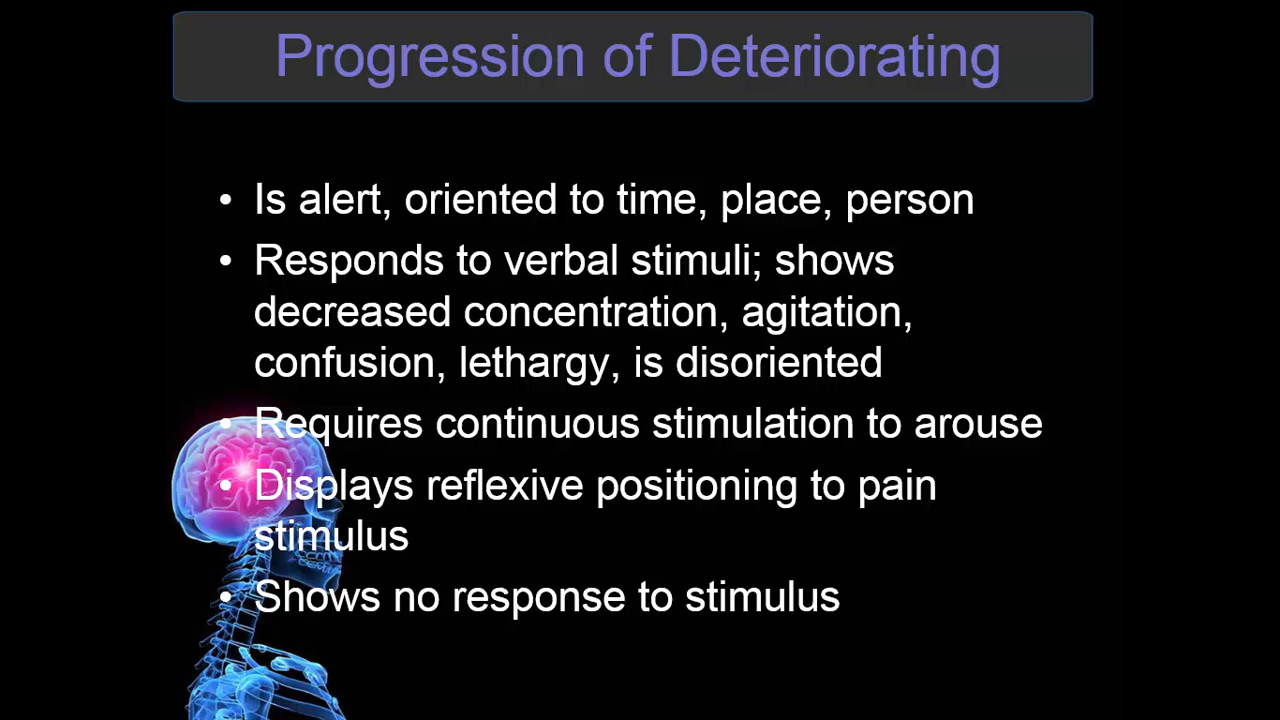 Progression of Deteriorating
• Is alert, oriented to time, place, person
• Responds to verbal stimuli; shows
decreased concentration, agitation,
confusion, lethargy, is disoriented
• Requires continuous stimulation to arouse
• Displays reflexive positioning to pain
stimulus
• Shows no response to stimulus